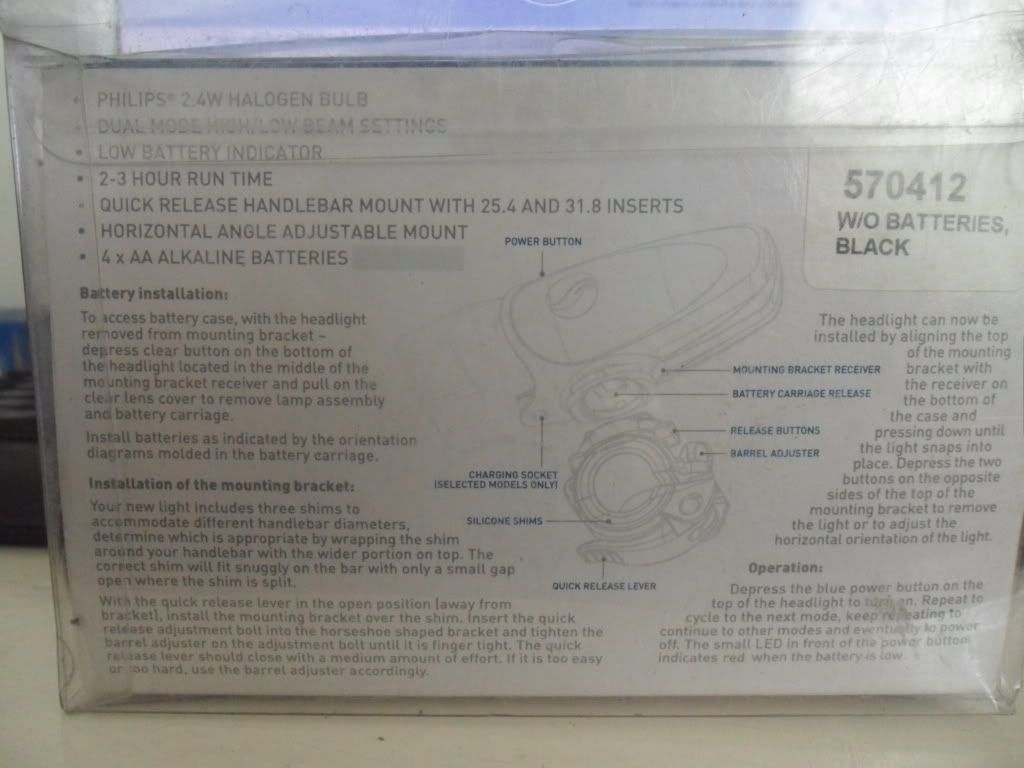 • PHILIPS® 2.4W HALOGEN BULB
• DUAL MODE HIGH/LOW BEAM SETTINGS
• LOW BATTERY INDICATOR
• 2-3 HOUR RUN TIME
• QUICK RELEASE HANDLEBAR MOUNT WITH 25.4 AND 31.8 INSERTS
• HORIZONTAL ANGLE ADJUSTABLE MOUNT
• 4 x AA ALKALINE BATTERIES
570412
W/O BATTERIES,
BLACK
Battery installation:
To access battery case, with the headlight
removed from mounting bracket –
depress clear button on the bottom of
the headlight located in the middle of the
mounting bracket receiver and pull on the
clear lens cover to remove lamp assembly
and battery carriage.
Install batteries as indicated by the orientation
diagrams molded in the battery carriage.
Installation of the mounting bracket:
Your new light includes three shims to
accommodate different handlebar diameters,
determine which is appropriate by wrapping the shim
around your handlebar with the wider portion on top. The
correct shim will fit snuggly on the bar with only a small gap
open where the shim is split.
With the quick release lever in the open position (away from
bracket), install the mounting bracket over the shim. Insert the quick
release adjustment bolt into the horseshoe shaped bracket and tighten the
barrel adjuster on the adjustment bolt until it is finger tight. The quick
release lever should close with a medium amount of effort. If it is too easy
or too hard, use the barrel adjuster accordingly.
POWER BUTTON
MOUNTING BRACKET RECEIVER
BATTERY CARRIAGE RELEASE
RELEASE BUTTONS
BARREL ADJUSTER
CHARGING SOCKET
(SELECTED MODELS ONLY)
SILICONE SHIMS
QUICK RELEASE LEVER
The headlight can now be
installed by aligning the top
of the mounting
bracket with
the receiver on
the bottom of
the case and
pressing down until
the light snaps into
place. Depress the two
buttons on the opposite
sides of the top of the
mounting bracket to remove
the light or to adjust the
horizontal orientation of the light.
Operation:
Depress the blue power button on the
top of the headlight to turn on. Repeat to
cycle to the next mode, keep repeating to
continue to other modes and eventually to power
off. The small LED in front of the power button
indicates red when the battery is low.